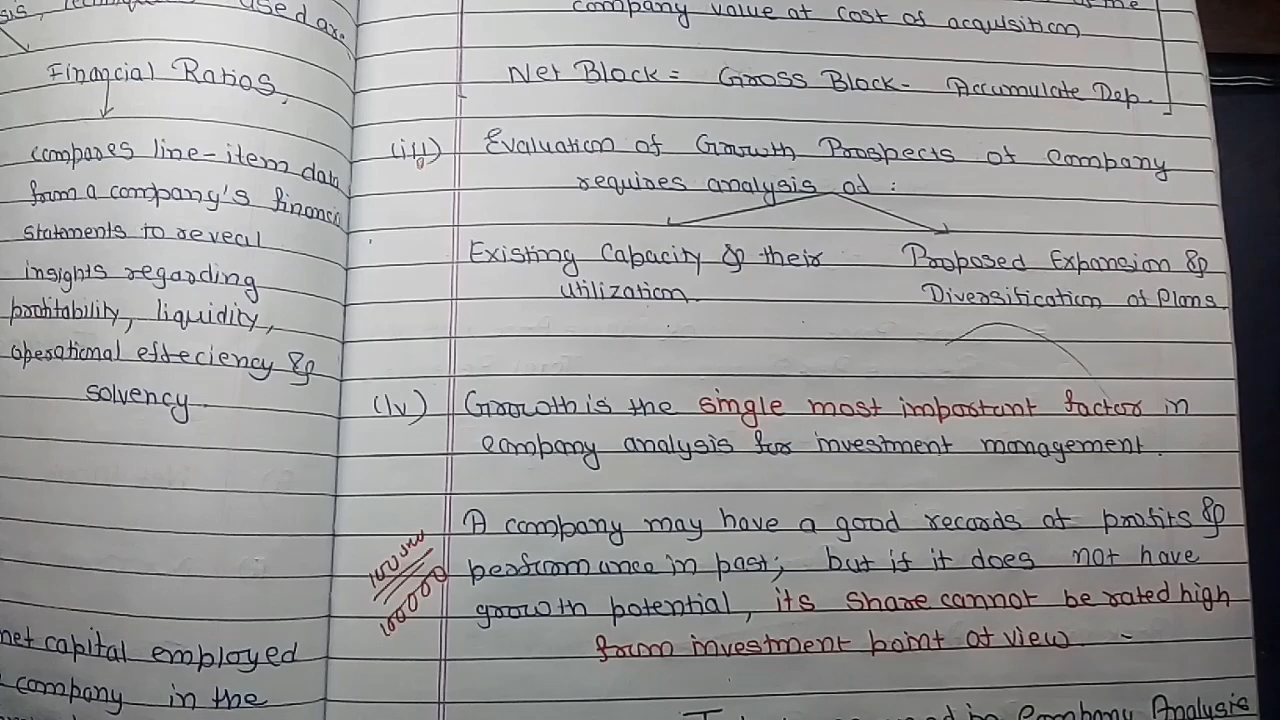 used are
Financial Ratios,
compares line-item data
from a company's financi
statements to reveal
insights regarding
profitability, liquidity,
operational effeciency &
solvency
net capital employed
company in the
company value at cost of acquisition
Net Block = Gross Block - Accumulate Dep.
(iii) Evaluation of Growth Prospects of Company
requires analysis of :
Existing Capacity & their
utilization
Proposed Expansion &
Diversification of Plans
(iv) Growth is the single most important factor in
company analysis for investment management.
A company may have a good records of profits &
performance in past; but if it does not have
growth potential, its share cannot be rated high
from investment point of view
100000
Company Analysis